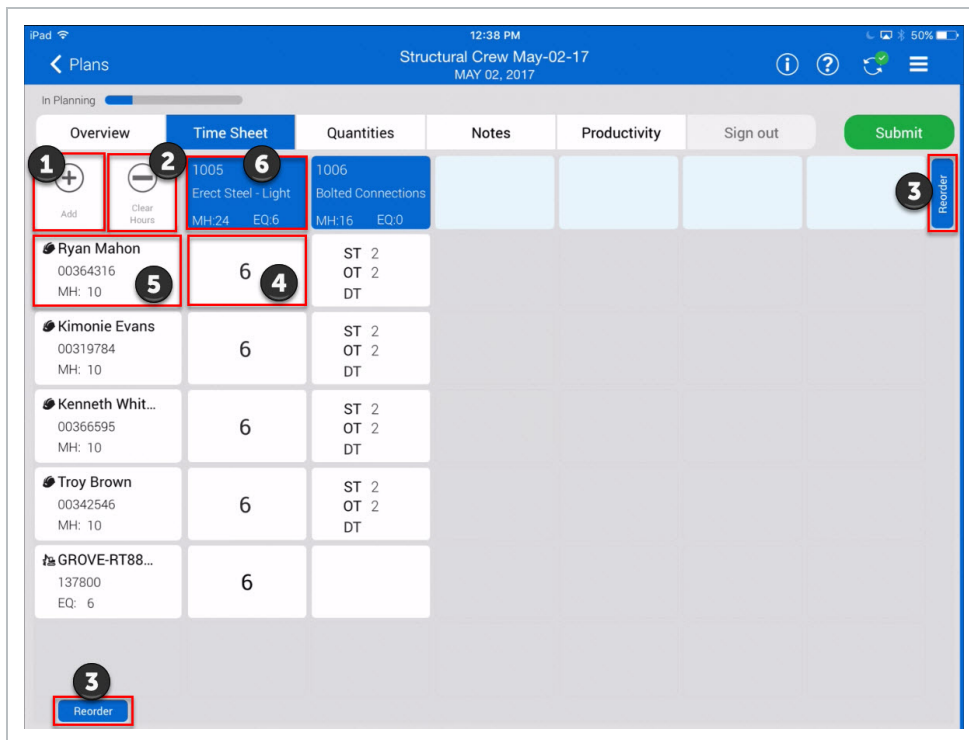 iPad 12:38 PM 50%
Plans
Structural Crew May-02-17
MAY 02, 2017
In Planning
Overview Time Sheet Quantities Notes Productivity Sign out Submit
1 2 6 3
Add
Clear
Hours
1005
Erect Steel - Light
MH:24 EQ:6
1006
Bolted Connections
MH:16 EQ:0
Reorder
Ryan Mahon
00364316
MH: 10
5
6
4
ST 2
OT 2
DT
Kimonie Evans
00319784
MH: 10
6
ST 2
OT 2
DT
Kenneth Whit...
00366595
MH: 10
6
ST 2
OT 2
DT
Troy Brown
00342546
MH: 10
6
ST 2
OT 2
DT
GROVE-RT88...
137800
EQ: 6
6
3
Reorder